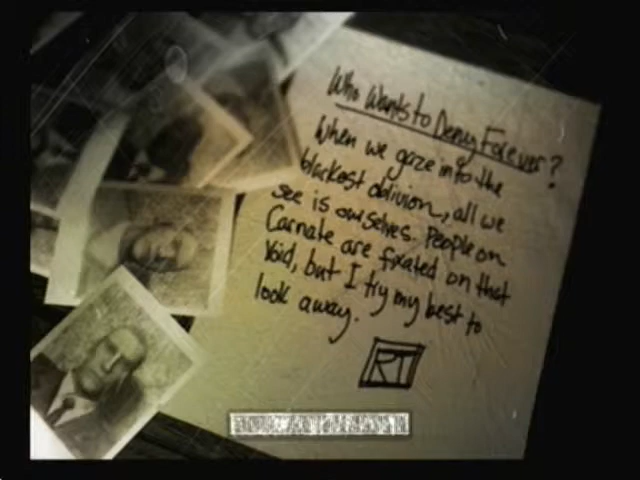 Who Wants to Deny Forever?
When we gaze into the
blackest oblivion, all we
see is ourselves. People on
Carnate are fixated on that
Void, but I try my best to
look away.
RT